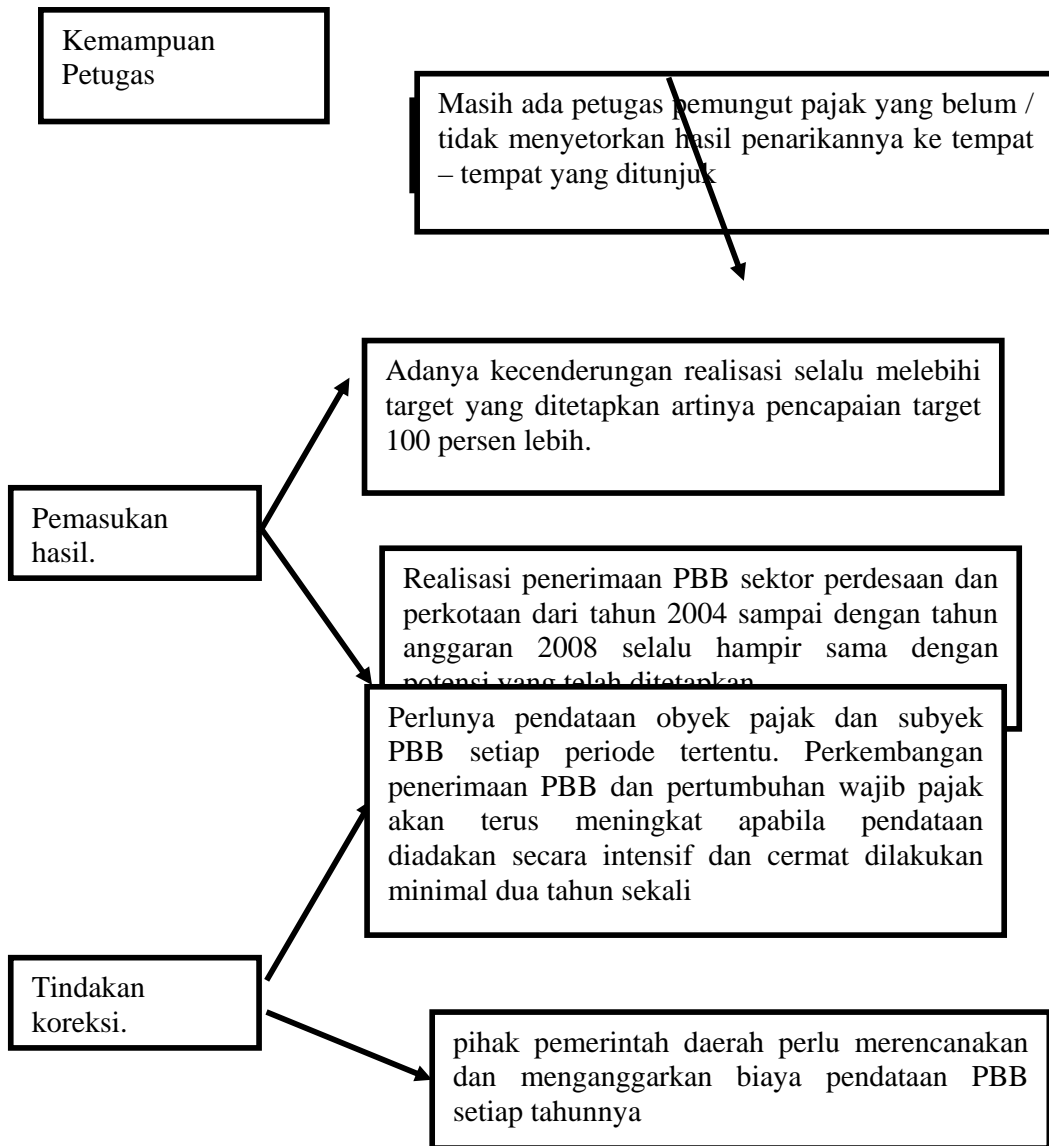 Kemampuan
Petugas
Masih ada petugas pemungut pajak yang belum /
tidak menyetorkan hasil penarikannya ke tempat
– tempat yang ditunjuk
Adanya kecenderungan realisasi selalu melebihi
target yang ditetapkan artinya pencapaian target
100 persen lebih.
Pemasukan
hasil.
Realisasi penerimaan PBB sektor perdesaan dan
perkotaan dari tahun 2004 sampai dengan tahun
anggaran 2008 selalu hampir sama dengan
potensi yang telah ditetapkan
Perlunya pendataan obyek pajak dan subyek
PBB setiap periode tertentu. Perkembangan
penerimaan PBB dan pertumbuhan wajib pajak
akan terus meningkat apabila pendataan
diadakan secara intensif dan cermat dilakukan
minimal dua tahun sekali
Tindakan
koreksi.
pihak pemerintah daerah perlu merencanakan
dan menganggarkan biaya pendataan PBB
setiap tahunnya